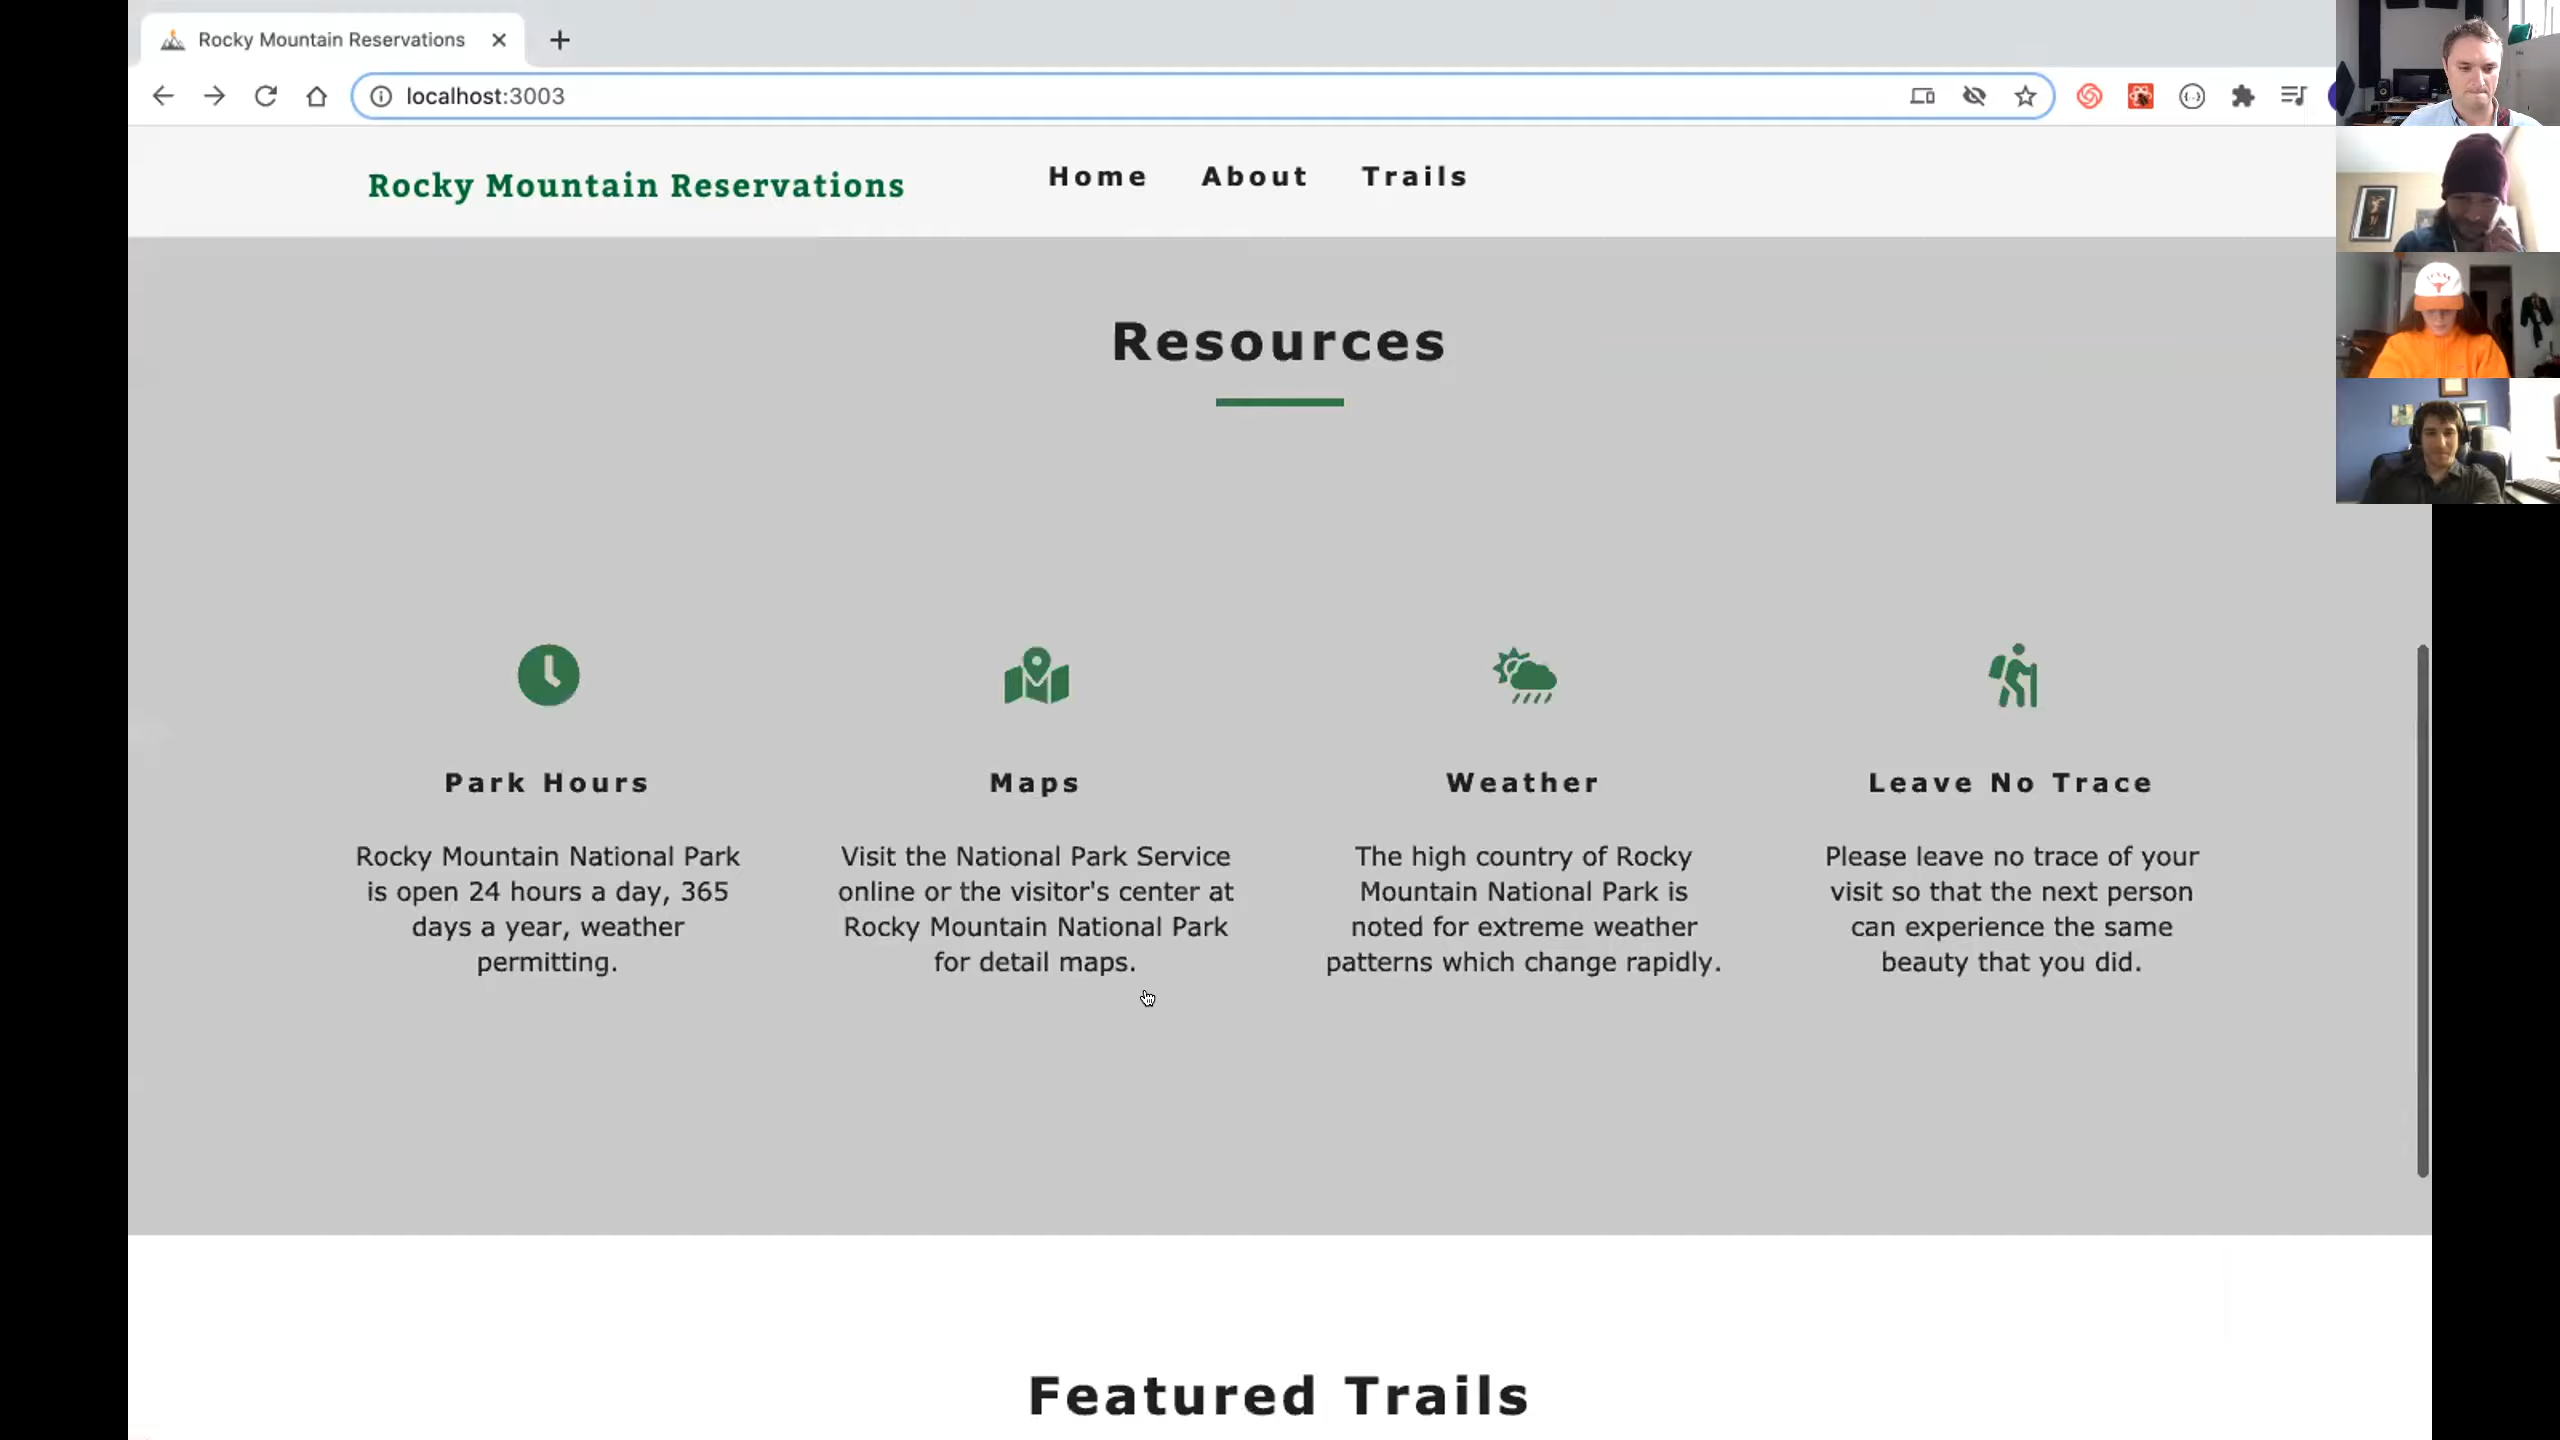 Rocky Mountain Reservations
localhost:3003
Rocky Mountain Reservations
Home About Trails
Resources
Park Hours
Rocky Mountain National Park
is open 24 hours a day, 365
days a year, weather
permitting.
Maps
Visit the National Park Service
online or the visitor's center at
Rocky Mountain National Park
for detail maps.
Weather
The high country of Rocky
Mountain National Park is
noted for extreme weather
patterns which change rapidly.
Leave No Trace
Please leave no trace of your
visit so that the next person
can experience the same
beauty that you did.
Featured Trails